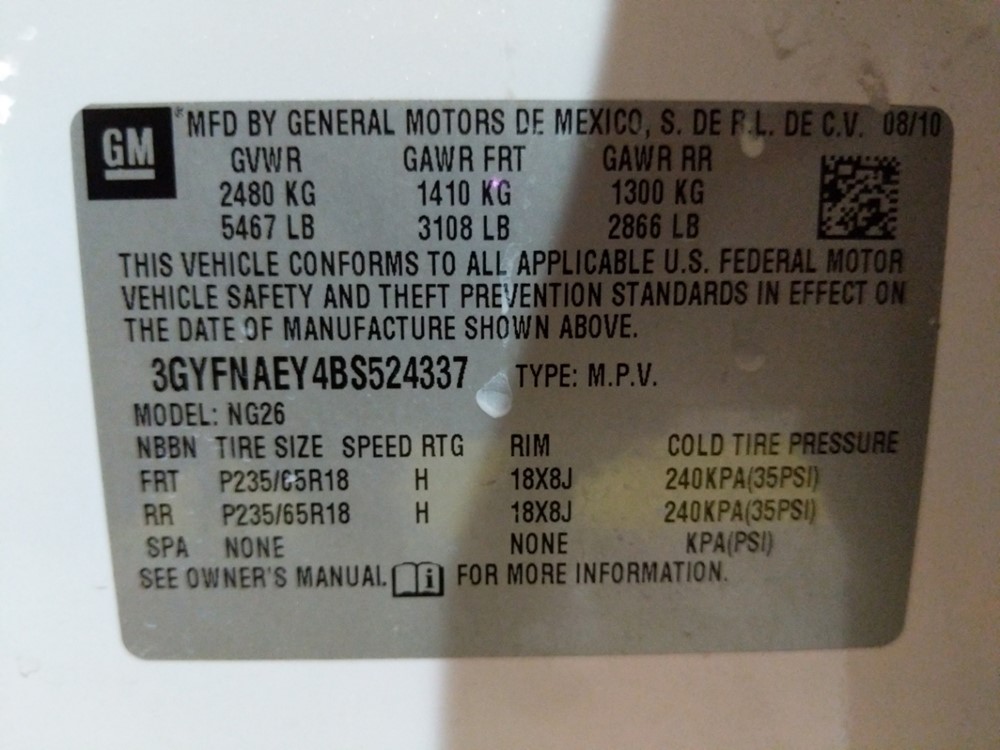 GM
MFD BY GENERAL MOTORS DE MEXICO, S. DE R.L. DE C.V. 08/10
GVWR GAWR FRT GAWR RR
2480 KG 1410 KG 1300 KG
5467 LB 3108 LB 2866 LB
THIS VEHICLE CONFORMS TO ALL APPLICABLE U.S. FEDERAL MOTOR
VEHICLE SAFETY AND THEFT PREVENTION STANDARDS IN EFFECT ON
THE DATE OF MANUFACTURE SHOWN ABOVE.
3GYFNAEY4BS524337 TYPE: M.P.V.
MODEL: NG26
NBBN TIRE SIZE SPEED RTG RIM COLD TIRE PRESSURE
FRT P235/65R18 H 18X8J 240KPA(35PSI)
RR P235/65R18 H 18X8J 240KPA(35PSI)
SPA NONE NONE KPA(PSI)
SEE OWNER'S MANUAL. i FOR MORE INFORMATION.